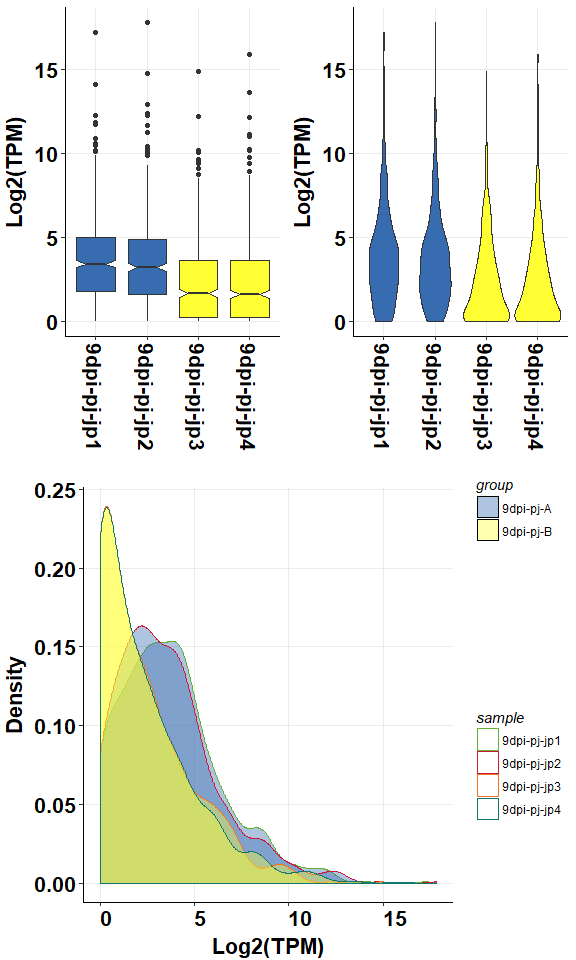 Log2(TPM)
15
10
5
0
9dpi-pj-jp1
9dpi-pj-jp2
9dpi-pj-jp3
9dpi-pj-jp4
Log2(TPM)
15
10
5
0
9dpi-pj-jp1
9dpi-pj-jp2
9dpi-pj-jp3
9dpi-pj-jp4
Density
0.25
0.20
0.15
0.10
0.05
0.00
0
5
10
15
Log2(TPM)
group
9dpi-pj-A
9dpi-pj-B
sample
9dpi-pj-jp1
9dpi-pj-jp2
9dpi-pj-jp3
9dpi-pj-jp4